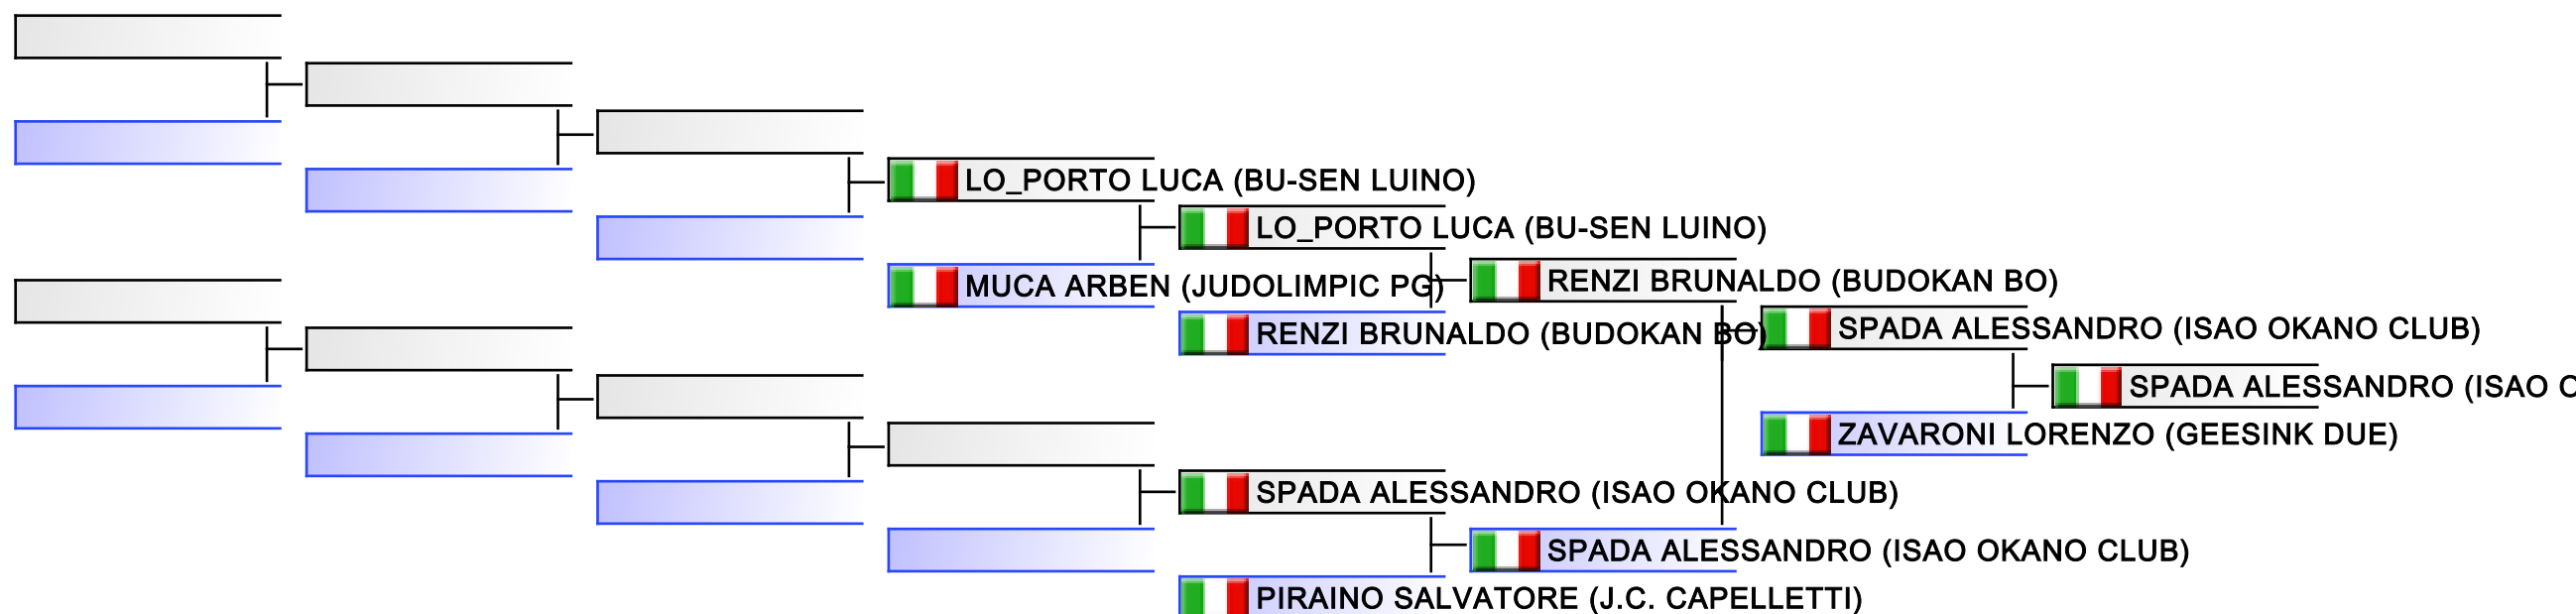 LO_PORTO LUCA (BU-SEN LUINO)
LO_PORTO LUCA (BU-SEN LUINO)
MUCA ARBEN (JUDOLIMPIC PG)
RENZI BRUNALDO (BUDOKAN BO)
RENZI BRUNALDO (BUDOKAN BO)
SPADA ALESSANDRO (ISAO OKANO CLUB)
SPADA ALESSANDRO (ISAO
ZAVARONI LORENZO (GEESINK DUE)
SPADA ALESSANDRO (ISAO OKANO CLUB)
SPADA ALESSANDRO (ISAO OKANO CLUB)
PIRAINO SALVATORE (J.C. CAPELLETTI)